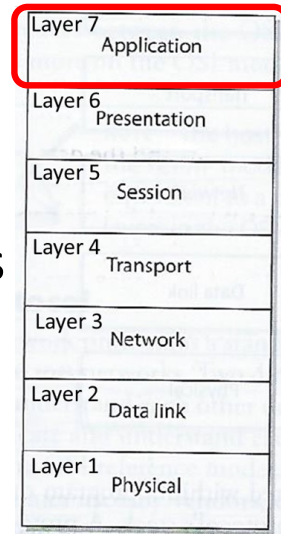 Layer 7
Application
Layer 6
Presentation
Layer 5
Session
Layer 4
Transport
Layer 3
Network
Layer 2
Data link
Layer 1
Physical